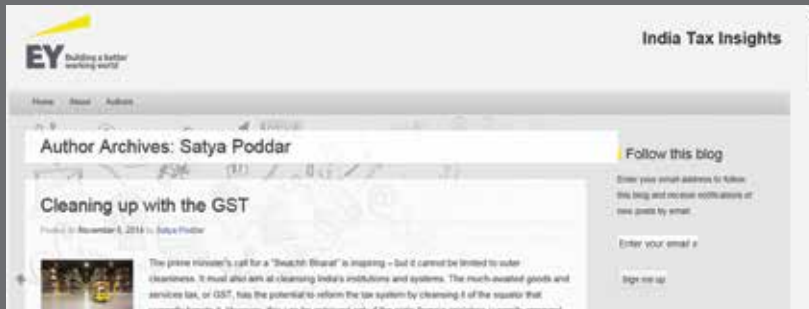 EY Building a better
working world
India Tax Insights
Home About Authors
Author Archives: Satya Poddar
Cleaning up with the GST
Posted on November 5, 2014 by Satya Poddar
The prime minister's call for a "Swachh Bharat" is inspiring – but it cannot be limited to outer
cleanliness. It must also aim at cleansing India's institutions and systems. The much-awaited goods and
services tax, or GST, has the potential to reform the tax system by cleansing it of the squalor that
Follow this blog
Enter your email address to follow
this blog and receive notifications of
new posts by email.
Enter your email a
Sign me up